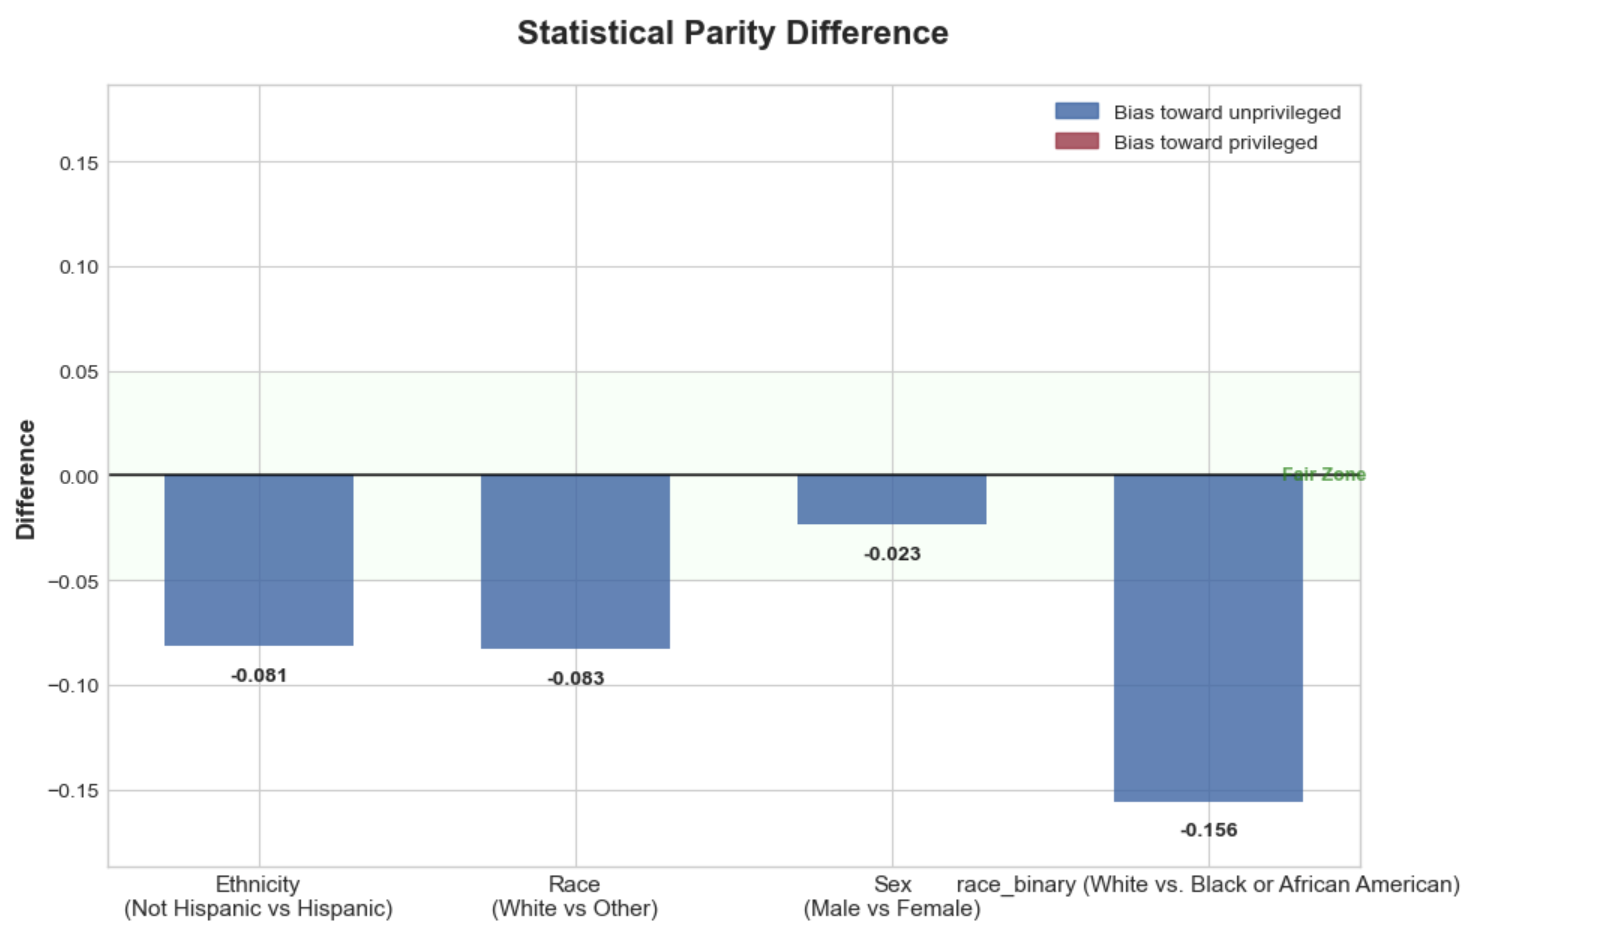 Statistical Parity Difference
Bias toward unprivileged
Bias toward privileged
0.15
0.10
0.05
0.00
−0.05
−0.10
−0.15
Difference
Fair Zone
-0.081
-0.083
-0.023
-0.156
Ethnicity
(Not Hispanic vs Hispanic)
Race
(White vs Other)
Sex
(Male vs Female)
race_binary (White vs. Black or African American)